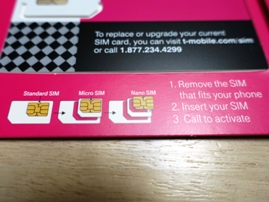 To replace or upgrade your current
SIM card, you can visit t-mobile.com/sim
or call 1.877.234.4299
Standard SIM
Micro SIM
Nano SIM
1. Remove the SIM
that fits your phone
2. Insert your SIM
3. Call to activate